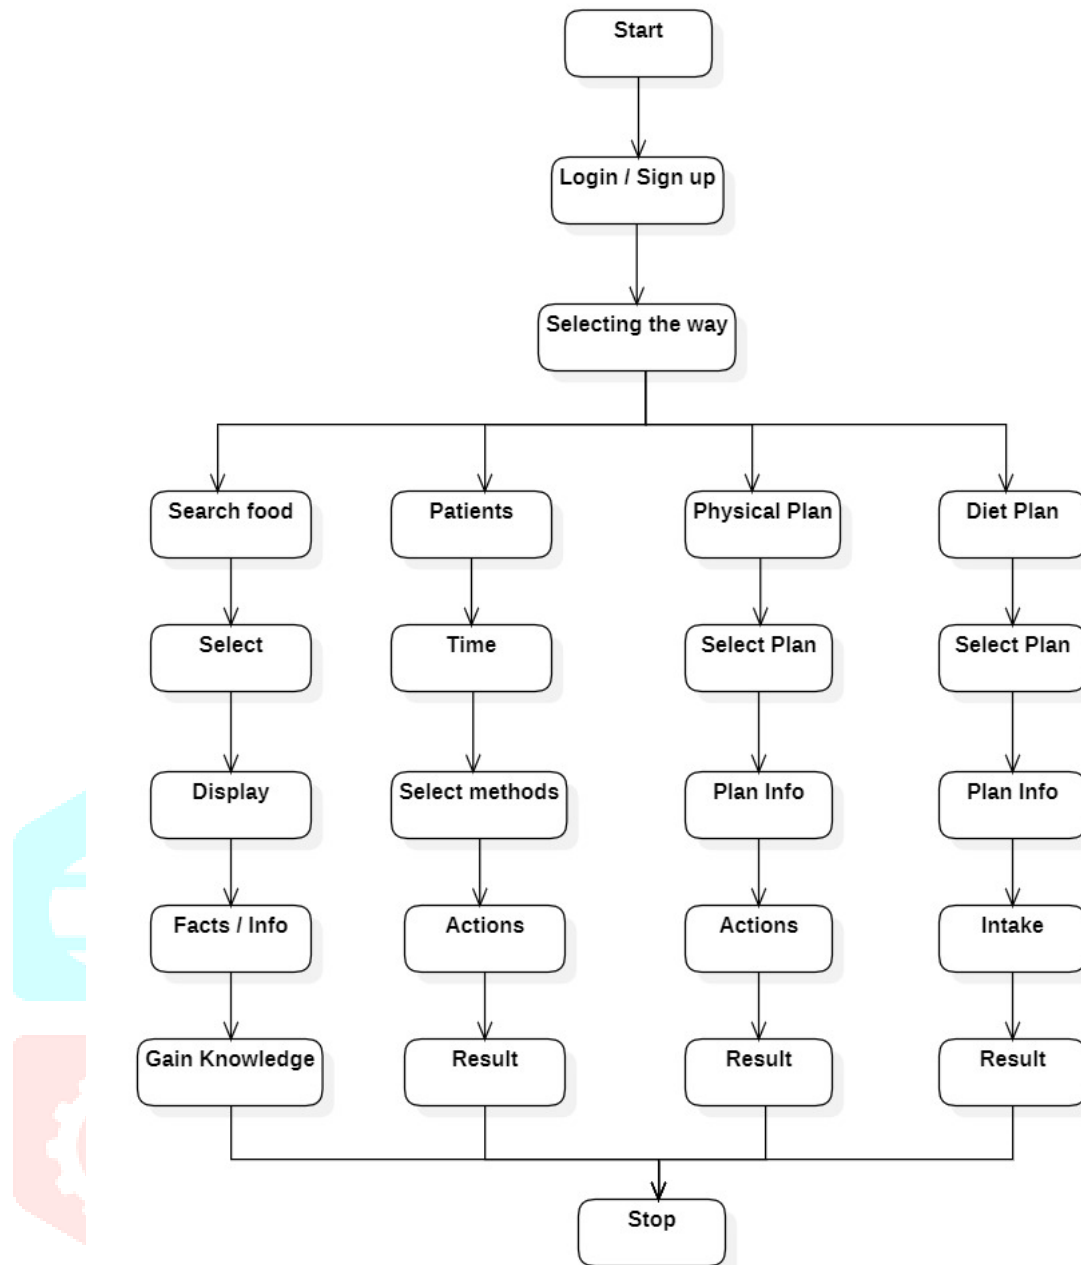 Start
Login / Sign up
Selecting the way
Search food
Patients
Physical Plan
Diet Plan
Select
Time
Select Plan
Select Plan
Display
Select methods
Plan Info
Plan Info
Facts / Info
Actions
Actions
Intake
Gain Knowledge
Result
Result
Result
Stop